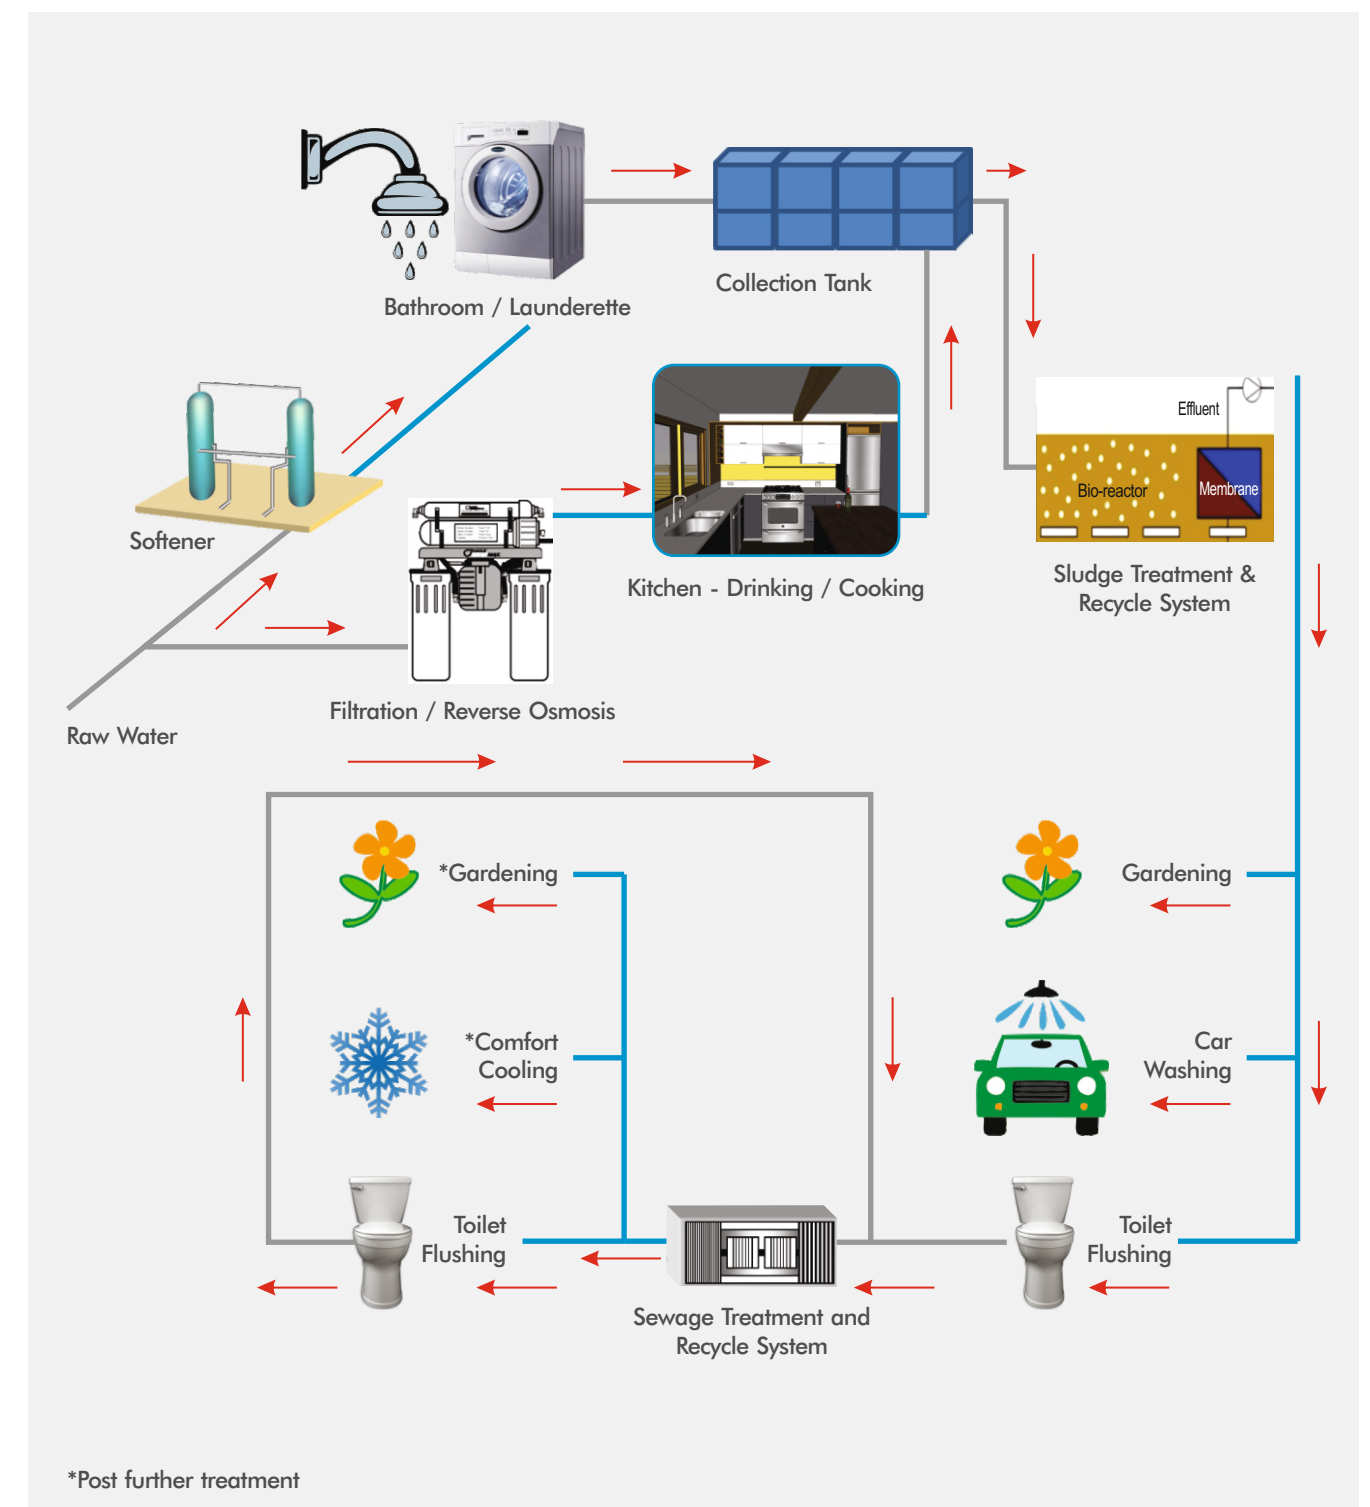 Bathroom / Launderette
Collection Tank
Effluent
Bio-reactor
Membrane
Softener
Kitchen - Drinking / Cooking
Sludge Treatment &
Recycle System
Filtration / Reverse Osmosis
Raw Water
*Gardening
Gardening
*Comfort
Cooling
Car
Washing
Toilet
Flushing
Toilet
Flushing
Sewage Treatment and
Recycle System
*Post further treatment